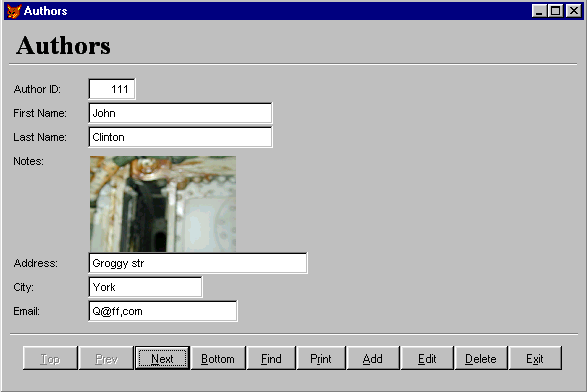 Authors
Authors
Author ID: 111
First Name: John
Last Name: Clinton
Notes:
Address: Groggy str
City: York
Email: Q@ff,com
Top Prev Next Bottom Find Print Add Edit Delete Exit